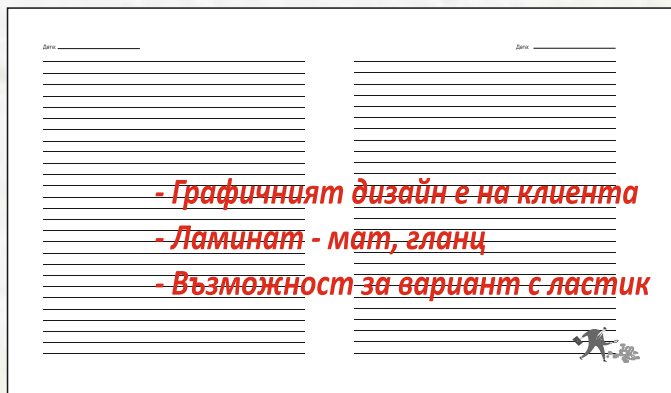 Дата:
Дата:
- Графичният дизайн е на клиента
- Ламинат - мат, гланц
- Възможност за вариант с ластик